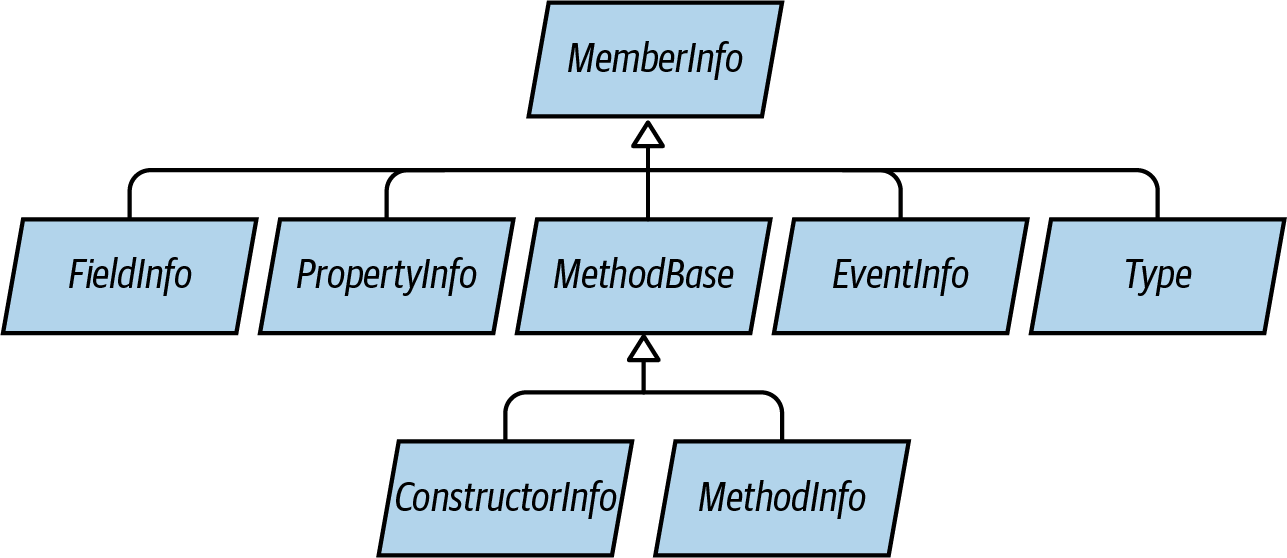 MemberInfo
FieldInfo
PropertyInfo
MethodBase
EventInfo
Type
ConstructorInfo
MethodInfo